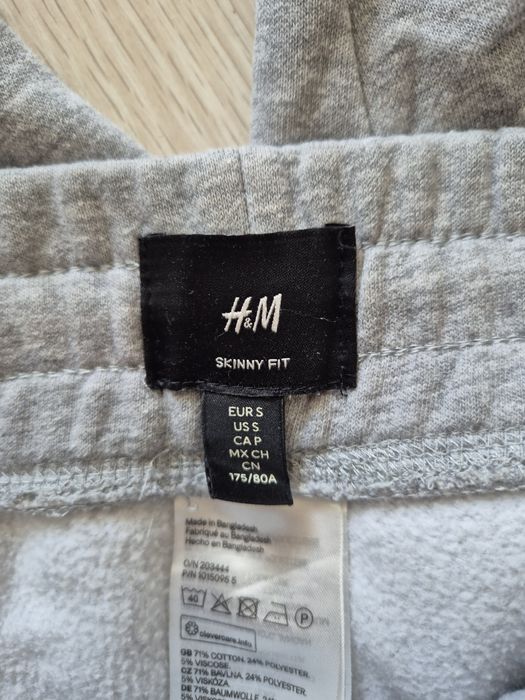 H&M
SKINNY FIT
EUR S
US S
CA P
MX CH
CN
175/80A
Made in Bangladesh
Fabriqué au Bangladesh
Hecho en Bangladesh
O/N 203444
P/N 1015096 5
40
P
clevercare.info
GB 71% COTTON, 24% POLYESTER,
5% VISCOSE.
CZ 71% BAVLNA, 24% POLYESTER,
5% VISKÓZA.
DE 71% BAUMWOLLE, 24%